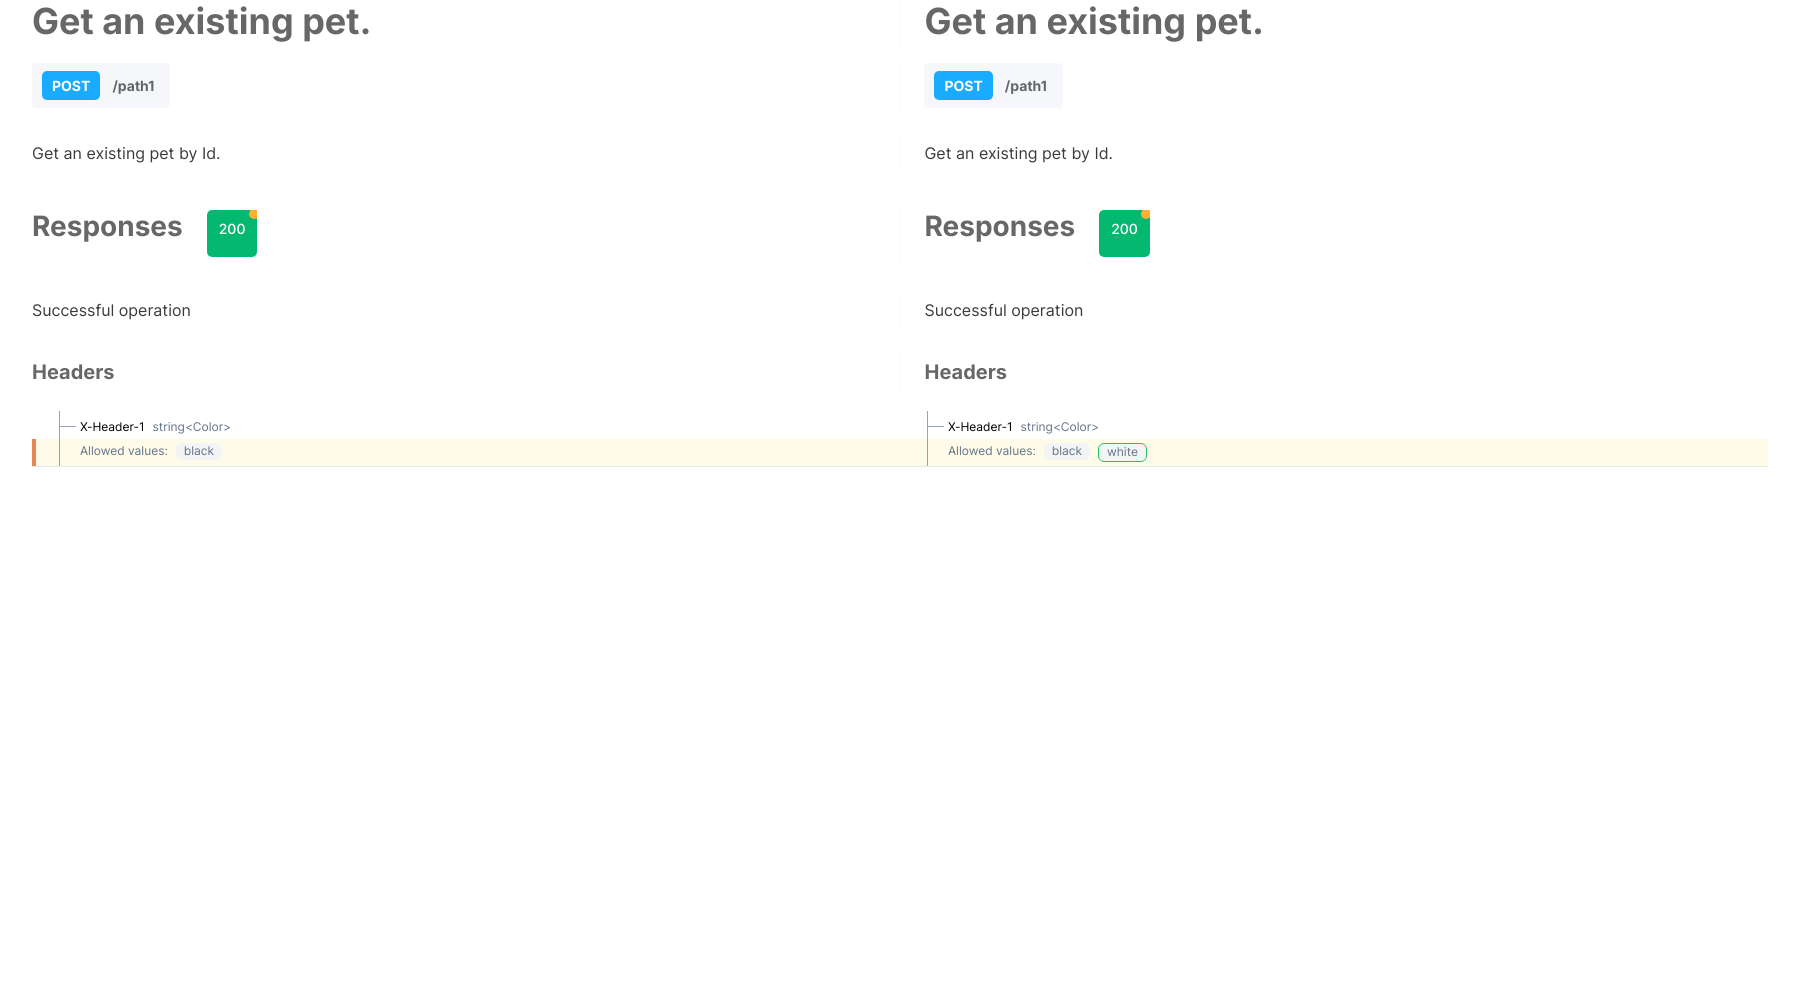 Get an existing pet.
POST /path1
Get an existing pet by Id.
Responses 200
Successful operation
Headers
X-Header-1 string<Color>
Allowed values: black
Get an existing pet.
POST /path1
Get an existing pet by Id.
Responses 200
Successful operation
Headers
X-Header-1 string<Color>
Allowed values: black white